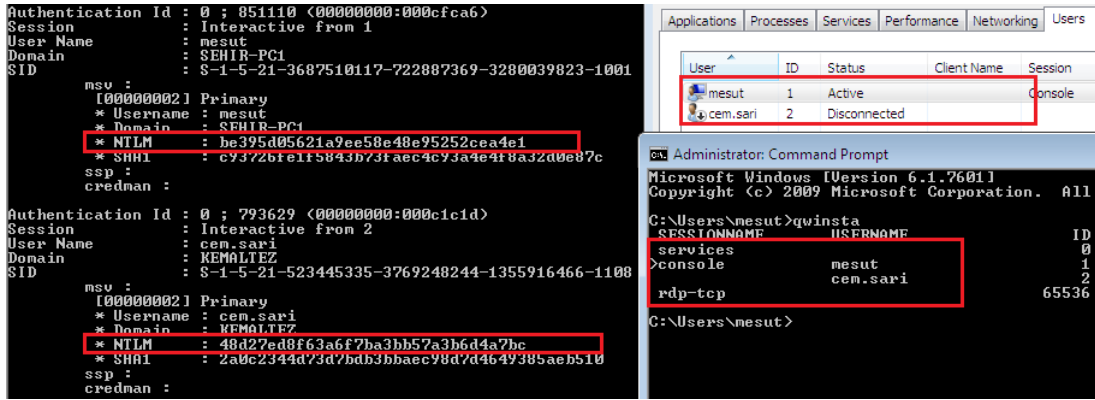 Authentication Id : 0 ; 851110 (00000000:000cfca6)
Session : Interactive from 1
User Name : mesut
Domain : SEHIR-PC1
SID : S-1-5-21-3687510117-722887369-3280039823-1001
msv :
[00000002] Primary
* Username : mesut
* Domain : SEHIR-PC1
* NTLM : be395d05621a9ee58e48e95252cea4e1
* SHA1 : c93726fe1f5843b73faec4c93a4e4f8a32d0e87c
ssp :
credman :
Authentication Id : 0 ; 793629 (00000000:000c1c1d)
Session : Interactive from 2
User Name : cem.sari
Domain : KEMALTEZ
SID : S-1-5-21-523445335-3769248244-1355916466-1108
msv :
[00000002] Primary
* Username : cem.sari
* Domain : KEMALTEZ
* NTLM : 48d27ed8f63a6f7ba3bb57a3b6d4a7bc
* SHA1 : 2a0c2344d73d7bdb3bbaec98d7d4649385aeb510
ssp :
credman :
Applications Processes Services Performance Networking Users
User ID Status Client Name Session
mesut 1 Active Console
cem.sari 2 Disconnected
Administrator: Command Prompt
Microsoft Windows [Version 6.1.7601]
Copyright (c) 2009 Microsoft Corporation. All
C:\Users\mesut>qwinsta
SESSIONNAME USERNAME ID
services 0
>console mesut 1
cem.sari 2
rdp-tcp 65536
C:\Users\mesut>